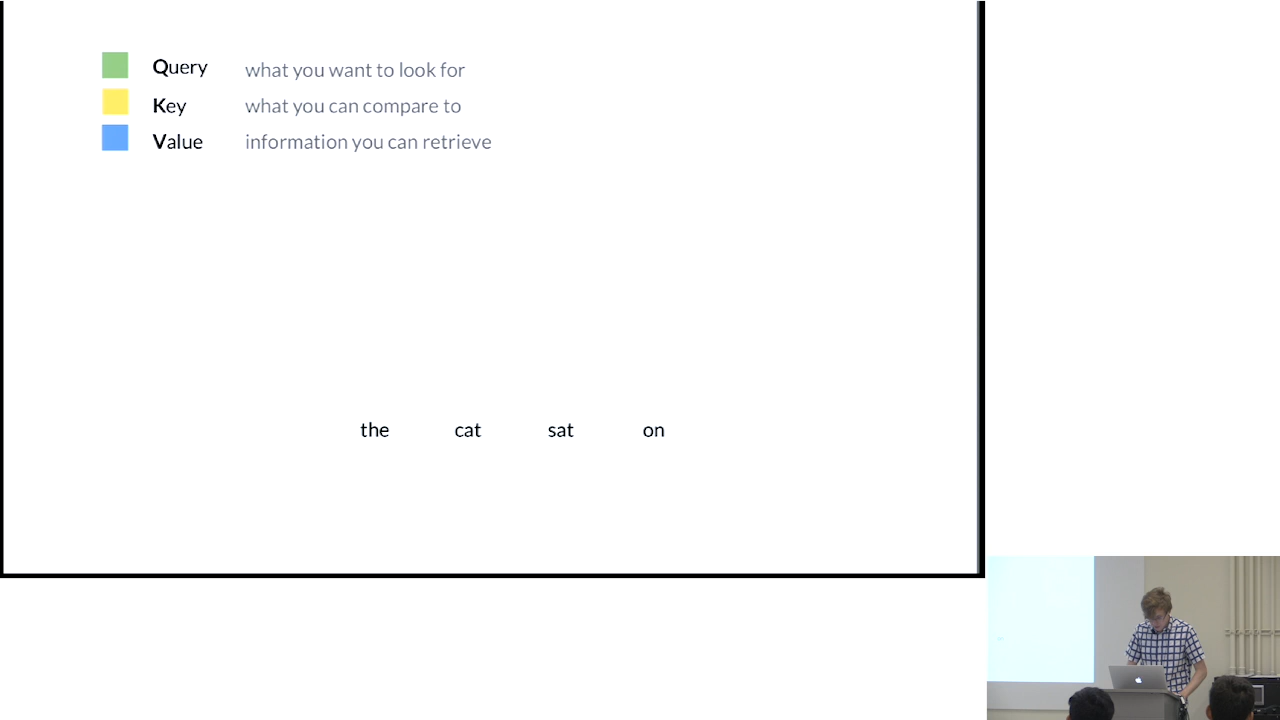 Query what you want to look for
Key what you can compare to
Value information you can retrieve
the cat sat on